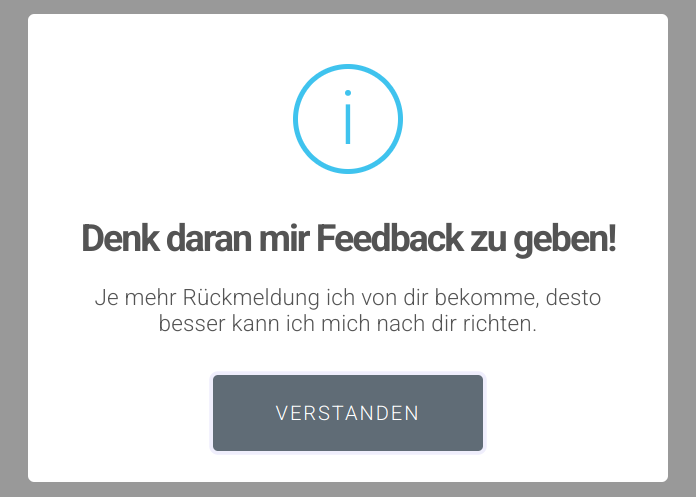 Denk daran mir Feedback zu geben!
Je mehr Rückmeldung ich von dir bekomme, desto
besser kann ich mich nach dir richten.
VERSTANDEN